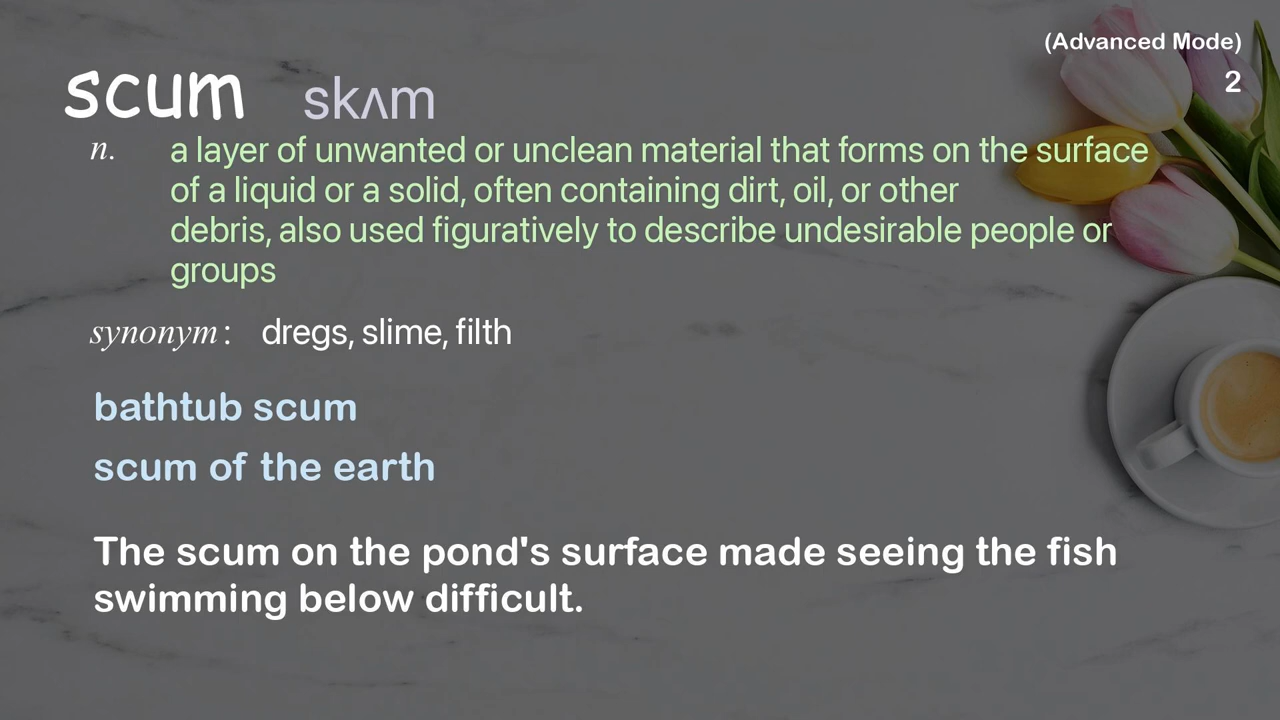 (Advanced Mode)
2
scum skʌm
n. a layer of unwanted or unclean material that forms on the surface
of a liquid or a solid, often containing dirt, oil, or other
debris, also used figuratively to describe undesirable people or
groups
synonym: dregs, slime, filth
bathtub scum
scum of the earth
The scum on the pond's surface made seeing the fish
swimming below difficult.